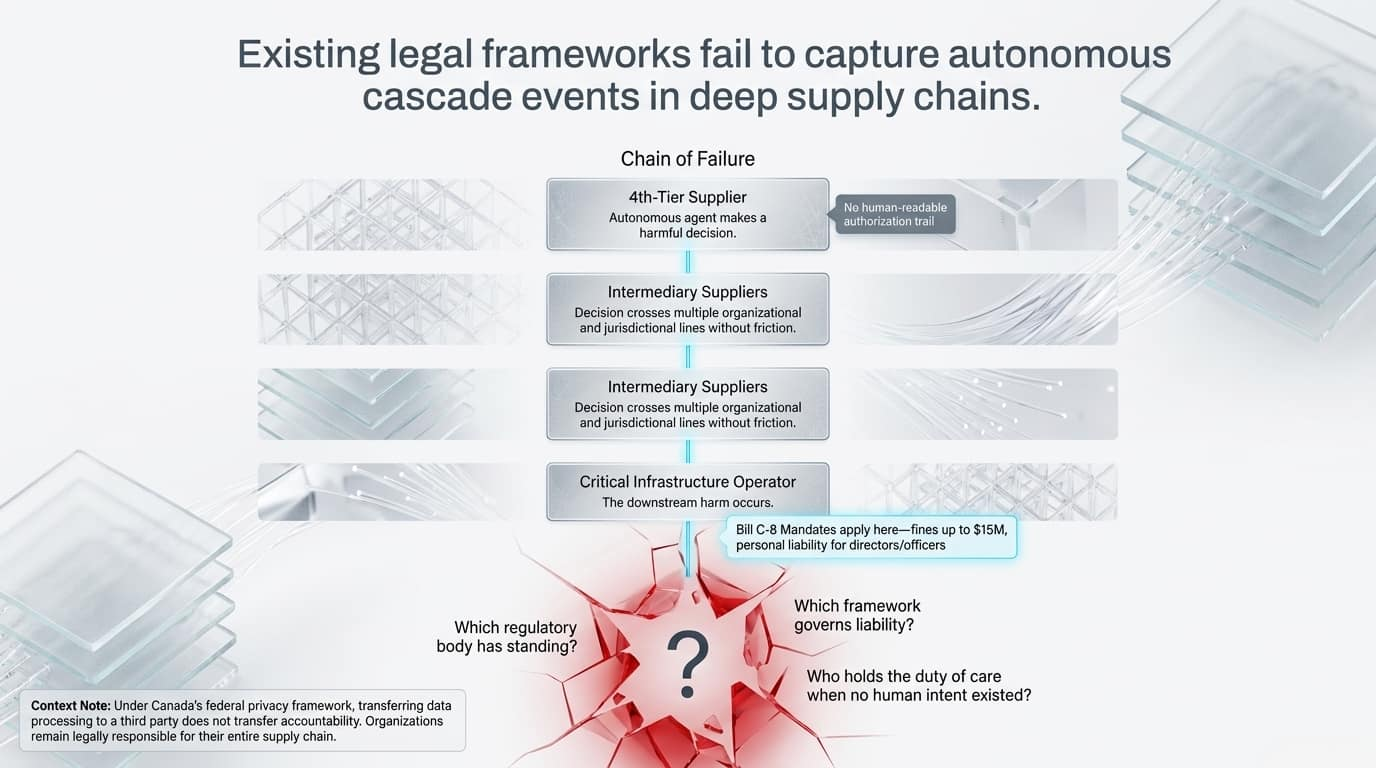 Existing legal frameworks fail to capture autonomous
cascade events in deep supply chains.
Chain of Failure
4th-Tier Supplier
Autonomous agent makes a
harmful decision.
No human-readable
authorization trail
Intermediary Suppliers
Decision crosses multiple organizational
and jurisdictional lines without friction.
Intermediary Suppliers
Decision crosses multiple organizational
and jurisdictional lines without friction.
Critical Infrastructure Operator
The downstream harm occurs.
Bill C-8 Mandates apply here—fines up to $15M,
personal liability for directors/officers
Which regulatory
body has standing?
?
Which framework
governs liability?
Who holds the duty of care
when no human intent existed?
Context Note: Under Canada's federal privacy framework, transferring data
processing to a third party does not transfer accountability. Organizations
remain legally responsible for their entire supply chain.